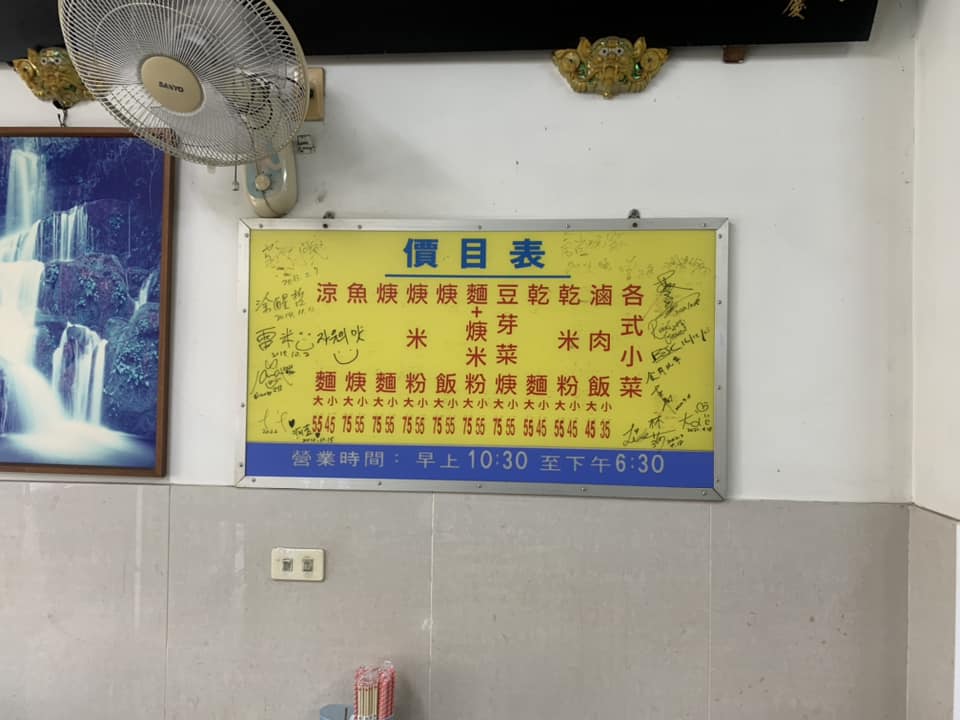 慶
SANYO
價目表
各式小菜
滷肉飯 大小 45 35
乾米粉 大小 55 45
乾麵 大小 55 45
豆芽菜焿 大小 75 55
麵+焿米粉 大小 75 55
焿飯 大小 75 55
焿米粉 大小 75 55
焿麵 大小 75 55
魚焿 大小 75 55
涼麵 大小 55 45
營業時間：早上10:30 至下午6:30
雷米